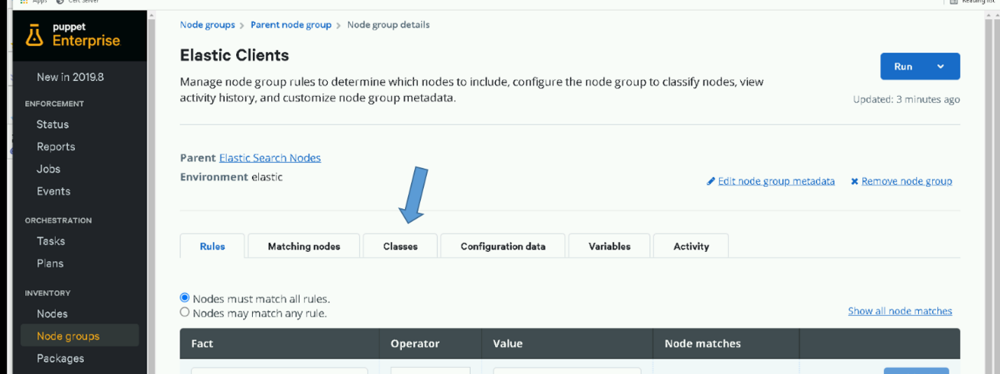 Apps Cert Server Reading list
puppet
Enterprise
New in 2019.8
ENFORCEMENT
Status
Reports
Jobs
Events
ORCHESTRATION
Tasks
Plans
INVENTORY
Nodes
Node groups
Packages
Node groups > Parent node group > Node group details
Elastic Clients
Run
Manage node group rules to determine which nodes to include, configure the node group to classify nodes, view
activity history, and customize node group metadata.
Updated: 3 minutes ago
Parent Elastic Search Nodes
Environment elastic
Edit node group metadata Remove node group
Rules Matching nodes Classes Configuration data Variables Activity
Nodes must match all rules.
Nodes may match any rule.
Show all node matches
Fact Operator Value Node matches